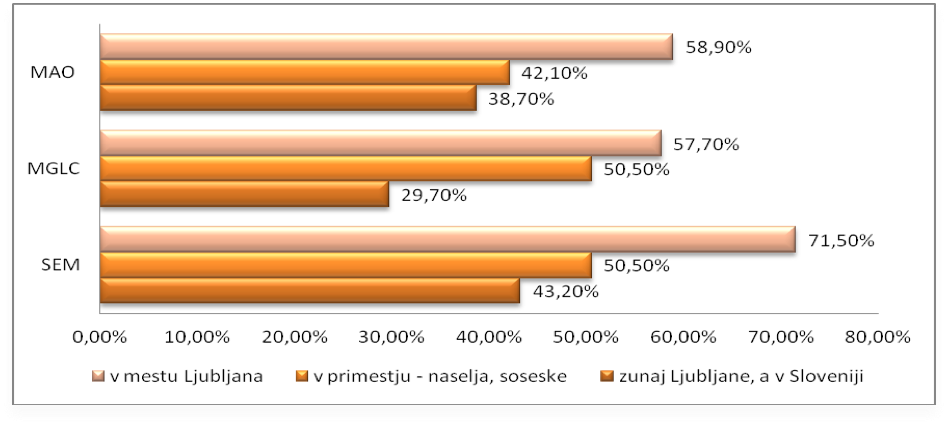 MAO
58,90%
42,10%
38,70%
MGLC
57,70%
50,50%
29,70%
SEM
71,50%
50,50%
43,20%
0,00% 10,00% 20,00% 30,00% 40,00% 50,00% 60,00% 70,00% 80,00%
v mestu Ljubljana v primestju - naselja, soseske zunaj Ljubljane, a v Sloveniji